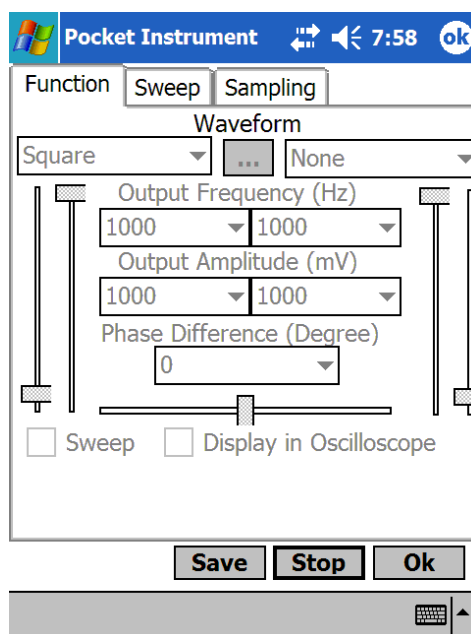 Pocket Instrument 7:58 ok
Function Sweep Sampling
Waveform
Square ... None
Output Frequency (Hz)
1000 1000
Output Amplitude (mV)
1000 1000
Phase Difference (Degree)
0
Sweep Display in Oscilloscope
Save Stop Ok